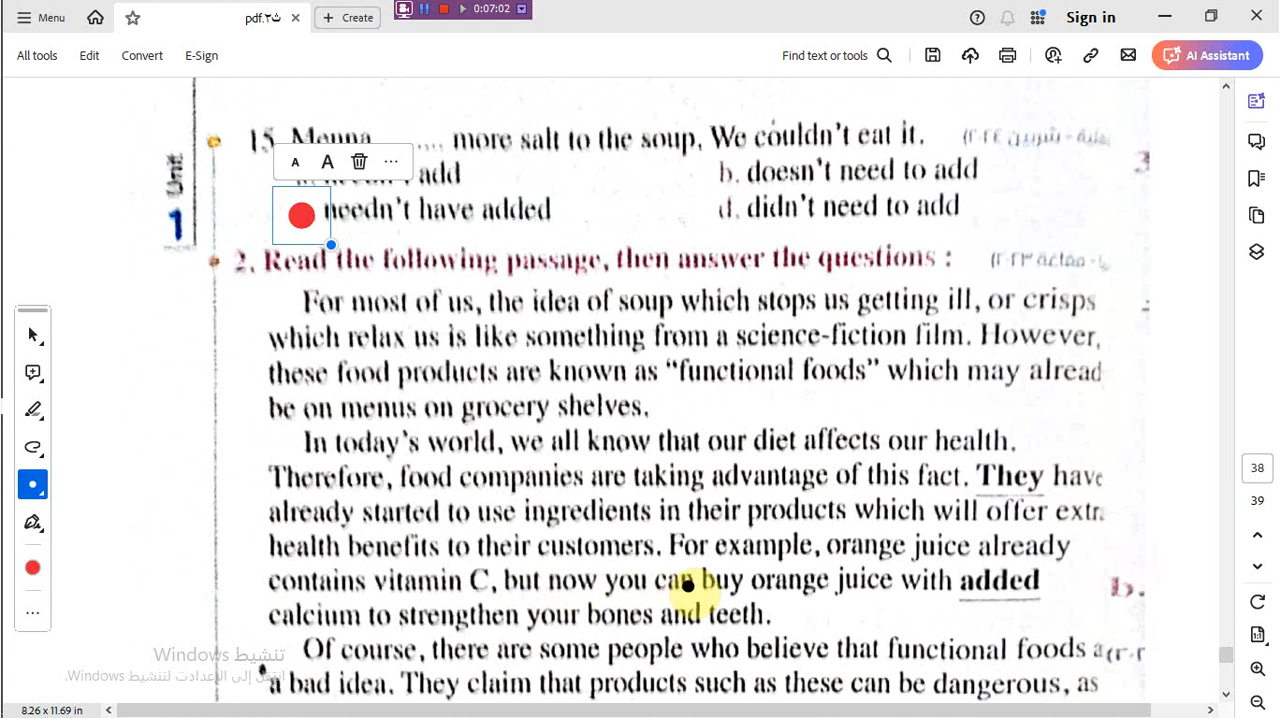 Menu
ث٢.pdf
Create
0:07:02
Sign in
All tools Edit Convert E-Sign
Find text or tools
AI Assistant
Unit 1
15. Menna .... more salt to the soup. We couldn't eat it.
add
b. doesn't need to add
needn't have added
d. didn't need to add
2. Read the following passage, then answer the questions :
For most of us, the idea of soup which stops us getting ill, or crisps
which relax us is like something from a science-fiction film. However,
these food products are known as "functional foods" which may alread
be on menus on grocery shelves.
In today's world, we all know that our diet affects our health.
Therefore, food companies are taking advantage of this fact. They have
already started to use ingredients in their products which will offer extr
health benefits to their customers. For example, orange juice already
contains vitamin C, but now you can buy orange juice with added
calcium to strengthen your bones and teeth.
Of course, there are some people who believe that functional foods a
a bad idea. They claim that products such as these can be dangerous, as
b.
38
39
تنشيط Windows
انتقل إلى الإعدادت لتنشيط Windows.
8.26 x 11.69 in